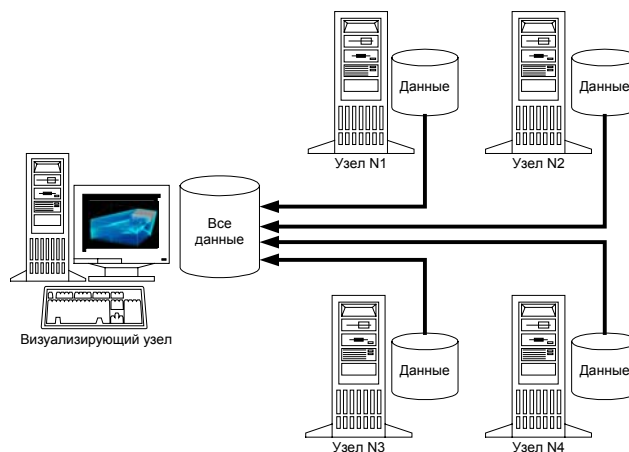 Данные
Данные
Узел N1
Узел N2
Все
данные
Визуализирующий узел
Данные
Данные
Узел N3
Узел N4